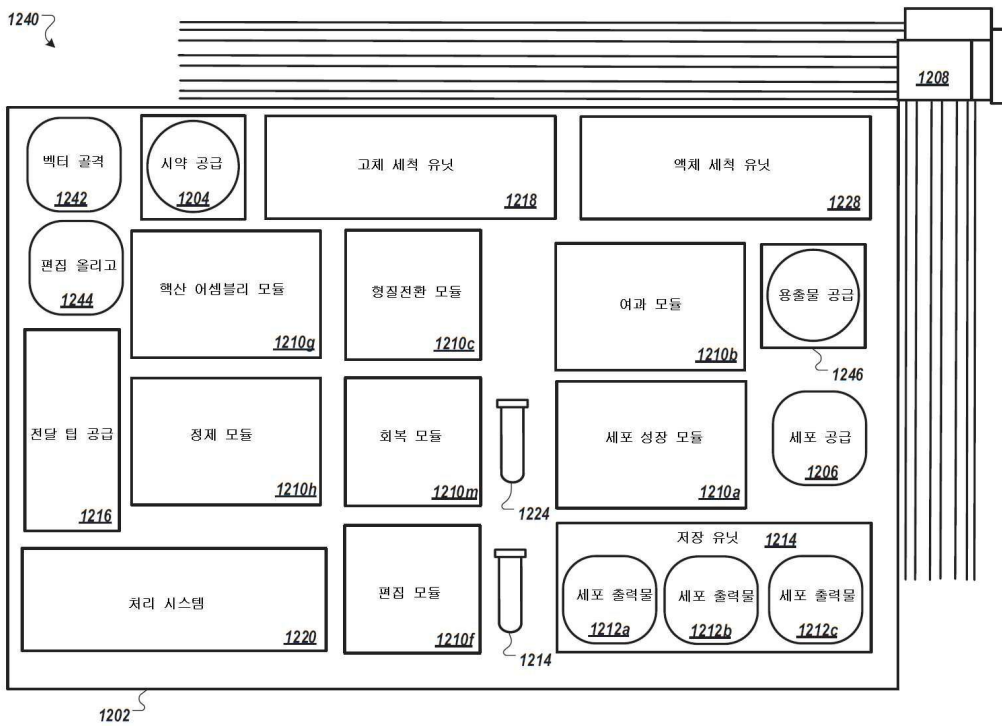 1240
1208
벡터 골격
1242
시약 공급
1204
고체 세척 유닛
1218
액체 세척 유닛
1228
편집 올리고
1244
핵산 어셈블리 모듈
1210g
형질전환 모듈
1210c
여과 모듈
1210b
용출물 공급
1246
전달 팁 공급
1216
정제 모듈
1210h
회복 모듈
1210m
1224
세포 성장 모듈
1210a
세포 공급
1206
처리 시스템
1220
편집 모듈
1210f
1214
저장 유닛 1214
세포 출력물
1212a
세포 출력물
1212b
세포 출력물
1212c
1202